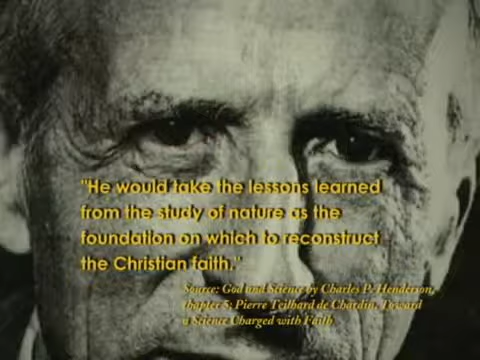 "He would take the lessons learned
from the study of nature as the
foundation on which to reconstruct
the Christian faith."
Source: God and Science by Charles P. Henderson,
chapter 5; Pierre Teilhard de Chardin: Toward
a Science Charged with Faith